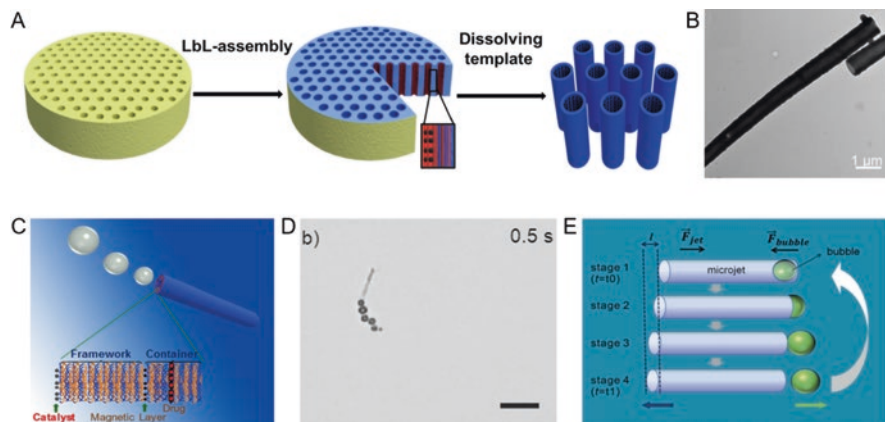 A
LbL-assembly
Dissolving
template
B
1 μm
C
Framework
Container
Drug
Catalyst
Magnetic Layer
D
b)
0.5 s
E
l
F⃗jet
F⃗bubble
bubble
stage 1
(t=t0)
microjet
stage 2
stage 3
stage 4
(t=t1)